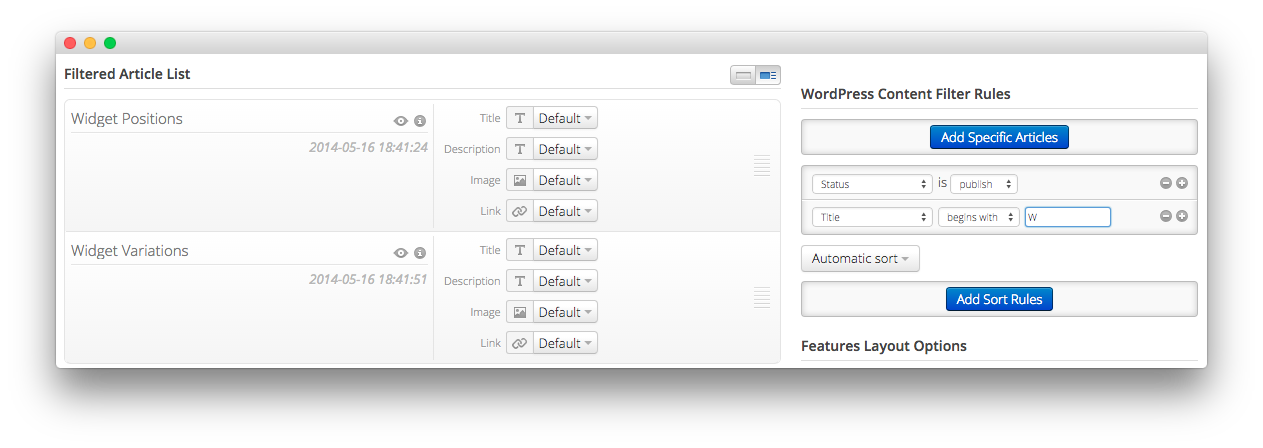 Filtered Article List
Widget Positions
2014-05-16 18:41:24
Title T Default
Description T Default
Image Default
Link Default
Widget Variations
2014-05-16 18:41:51
Title T Default
Description T Default
Image Default
Link Default
WordPress Content Filter Rules
Add Specific Articles
Status is publish
Title begins with W
Automatic sort
Add Sort Rules
Features Layout Options